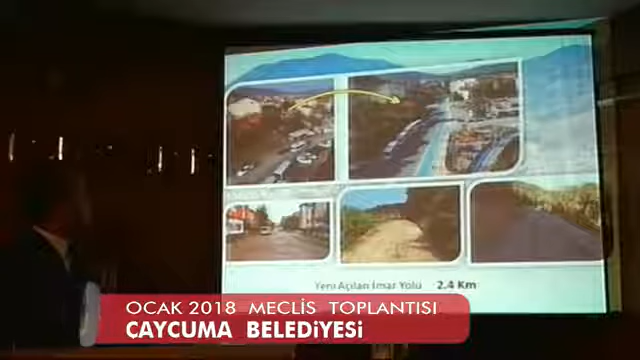 Yeni Açılan İmar Yolu 2.4 Km
OCAK 2018 MECLİS TOPLANTISI
ÇAYCUMA BELEDİYESİ